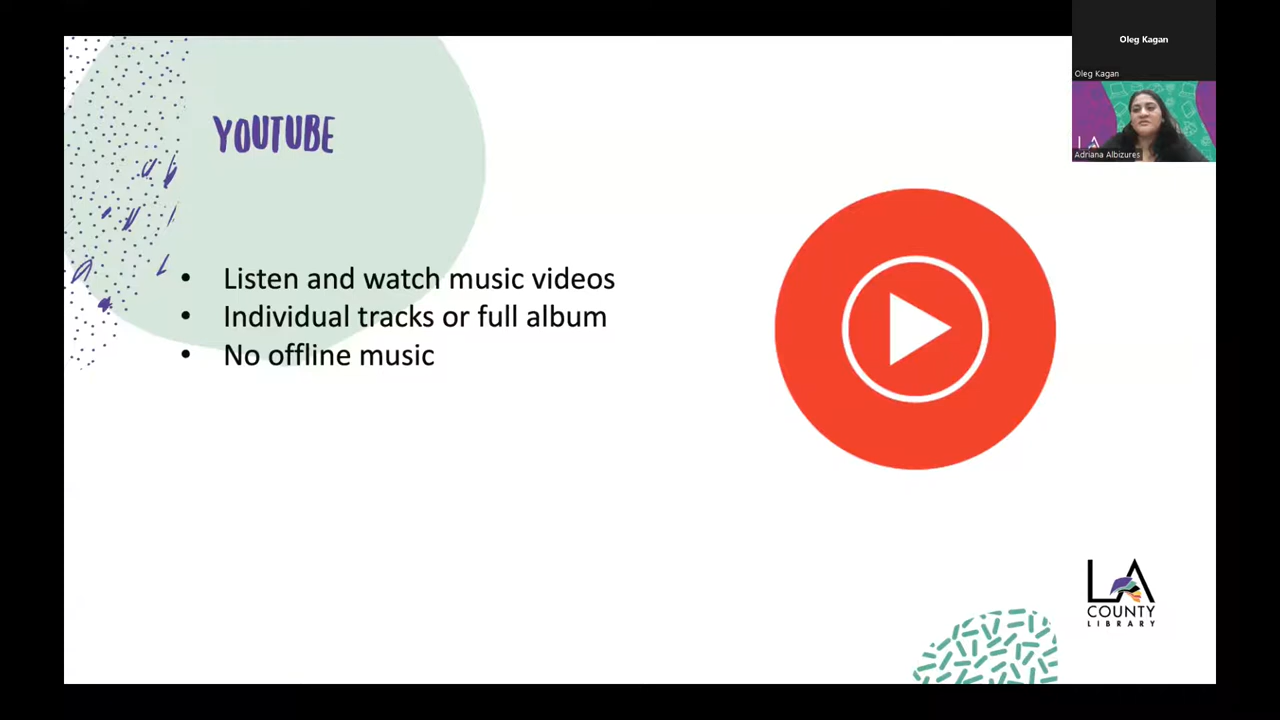 Oleg Kagan
Oleg Kagan
LA
Adriana Albizures
YOUTUBE
• Listen and watch music videos
• Individual tracks or full album
• No offline music
LA
COUNTY
LIBRARY